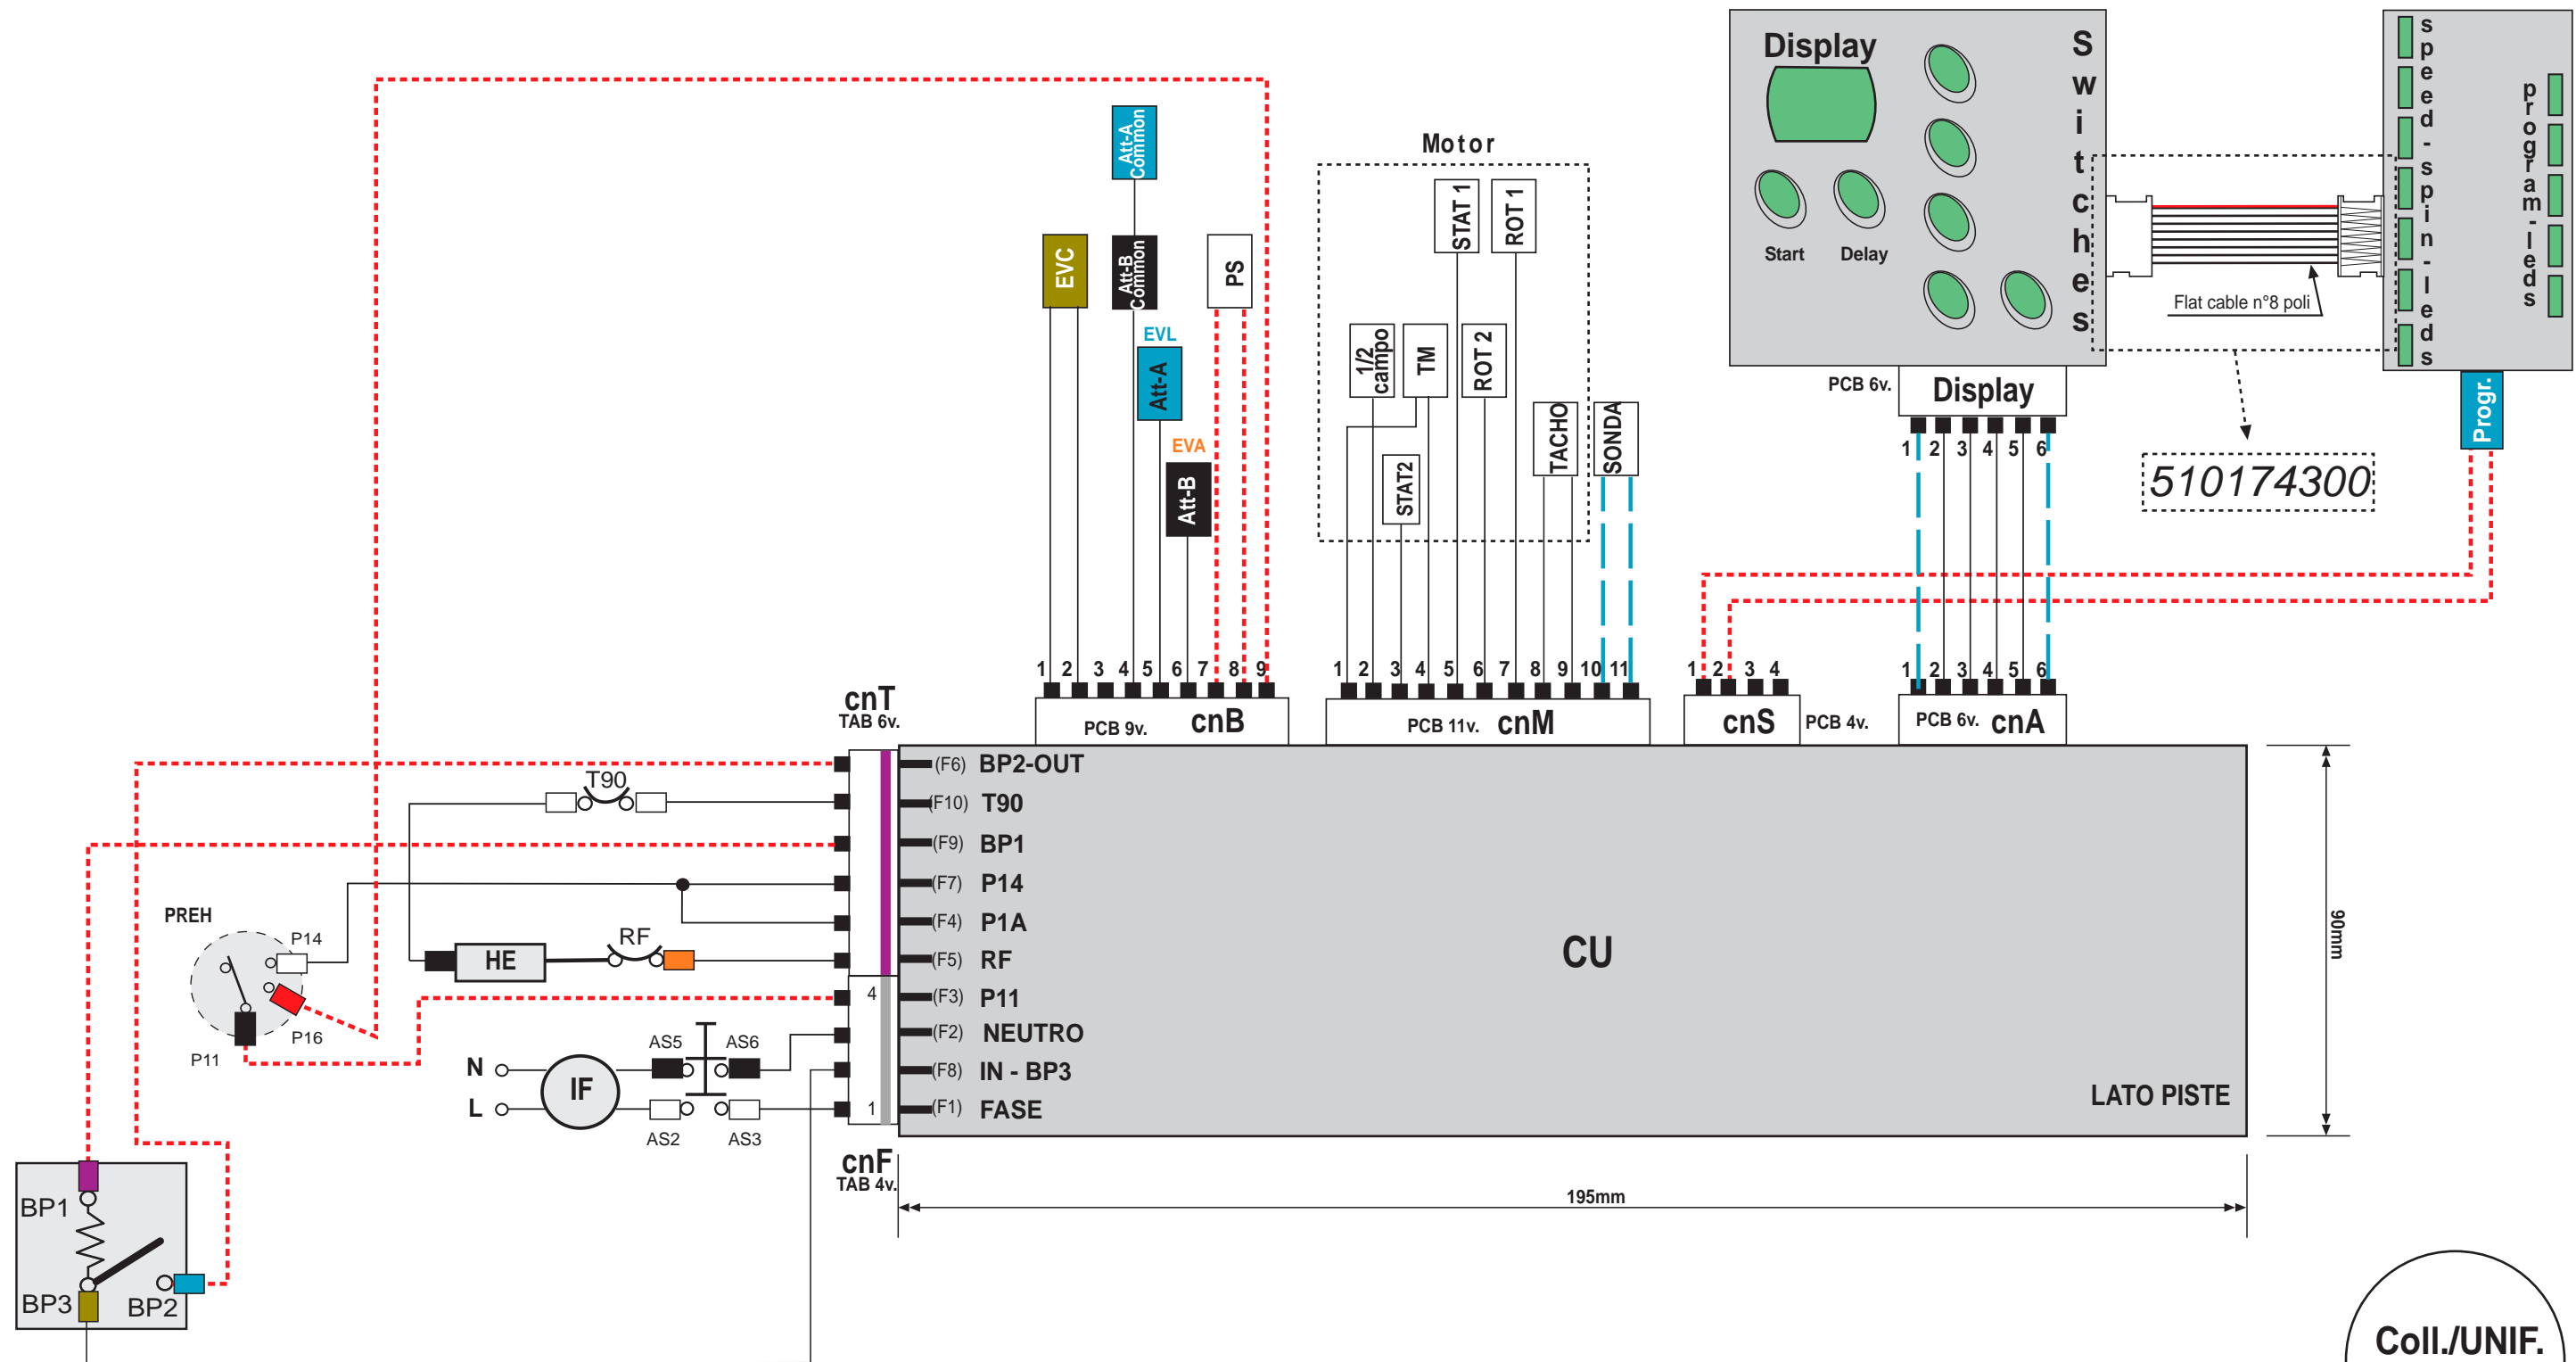 Display
Switches
Start
Delay
speed-spin-leds
program-leds
Flat cable n°8 poli
Progr.
510174300
PCB 6v.
Display
1 2 3 4 5 6
Att-A
Common
Att-B
Common
EVC
PS
EVL
Att-A
EVA
Att-B
Motor
STAT 1
ROT 1
1/2
campo
TM
ROT 2
STAT2
TACHO
SONDA
1 2 3 4 5 6 7 8 9
PCB 9v.
cnB
1 2 3 4 5 6 7 8 9 10 11
PCB 11v.
cnM
1 2 3 4
cnS
PCB 4v.
1 2 3 4 5 6
PCB 6v.
cnA
cnT
TAB 6v.
(F6) BP2-OUT
(F10) T90
(F9) BP1
(F7) P14
(F4) P1A
(F5) RF
4
(F3) P11
(F2) NEUTRO
(F8) IN - BP3
1
(F1) FASE
cnF
TAB 4v.
CU
LATO PISTE
90mm
195mm
T90
PREH
P14
P16
P11
HE
RF
N
L
IF
AS5
AS6
AS2
AS3
BP1
BP3
BP2
Coll./UNIF.